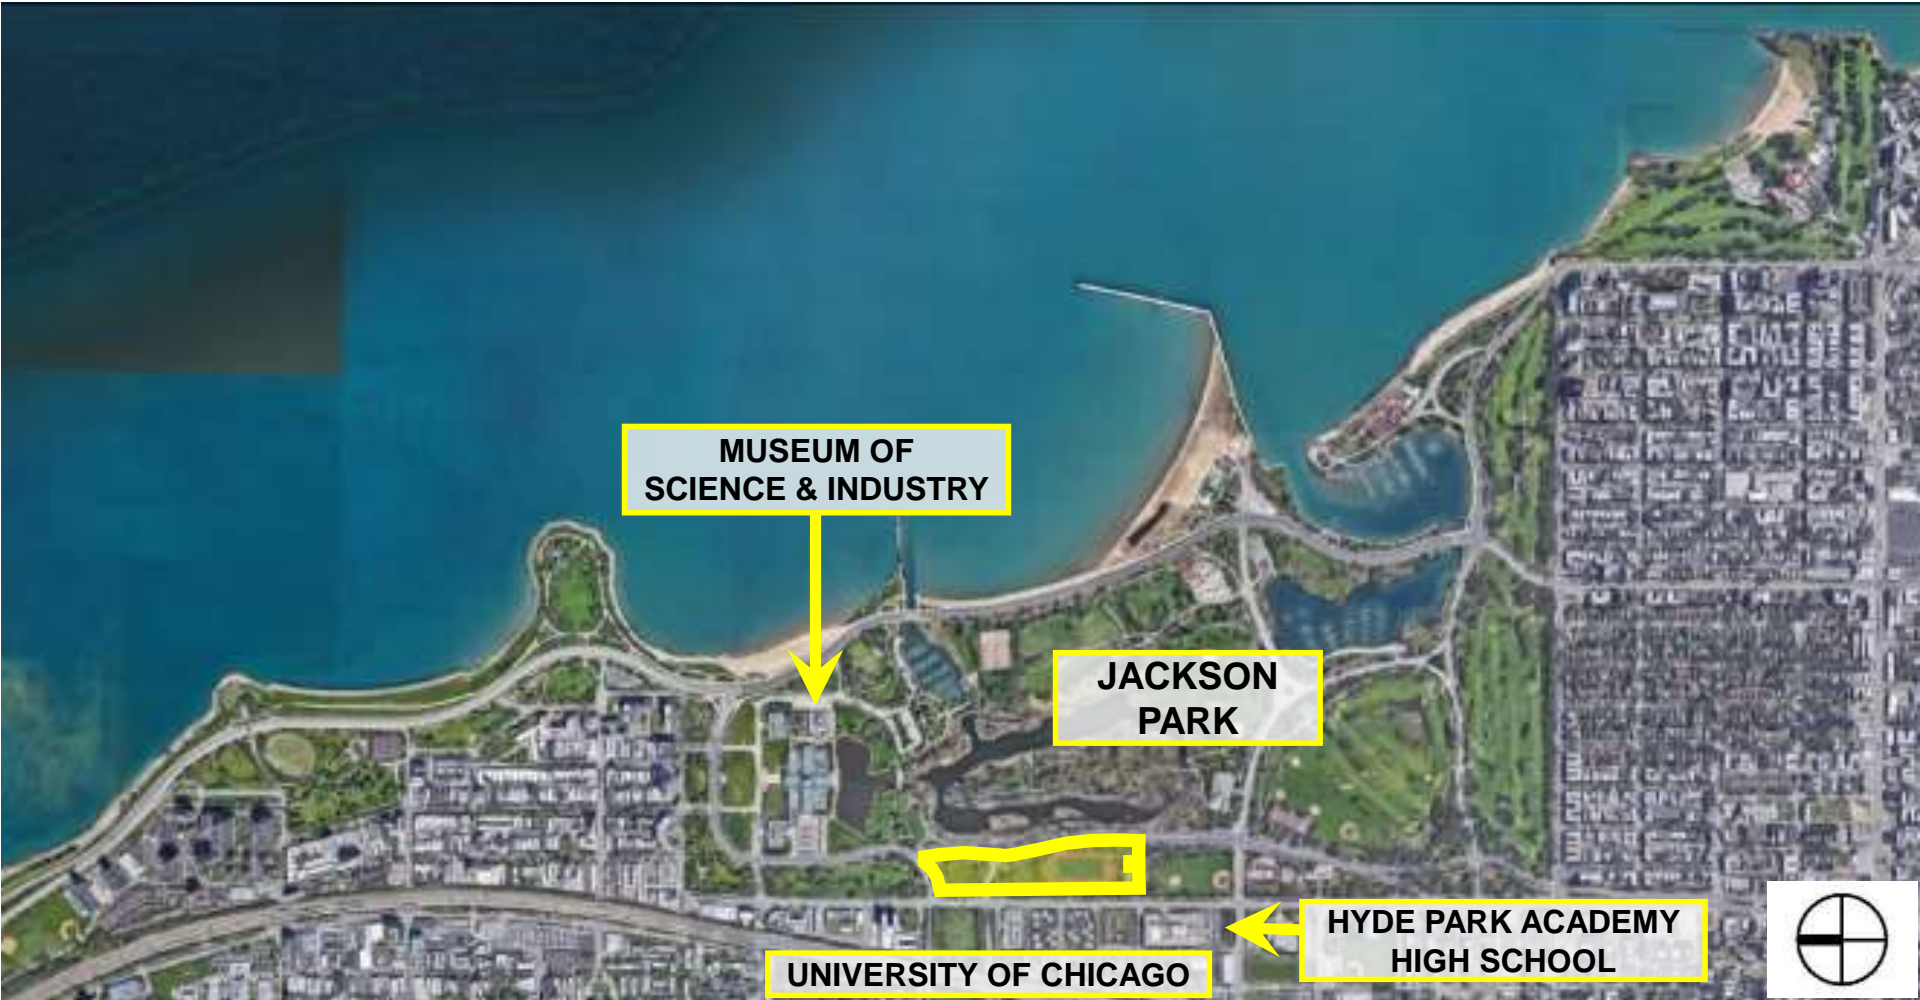 MUSEUM OF
SCIENCE & INDUSTRY
JACKSON
PARK
HYDE PARK ACADEMY
HIGH SCHOOL
UNIVERSITY OF CHICAGO